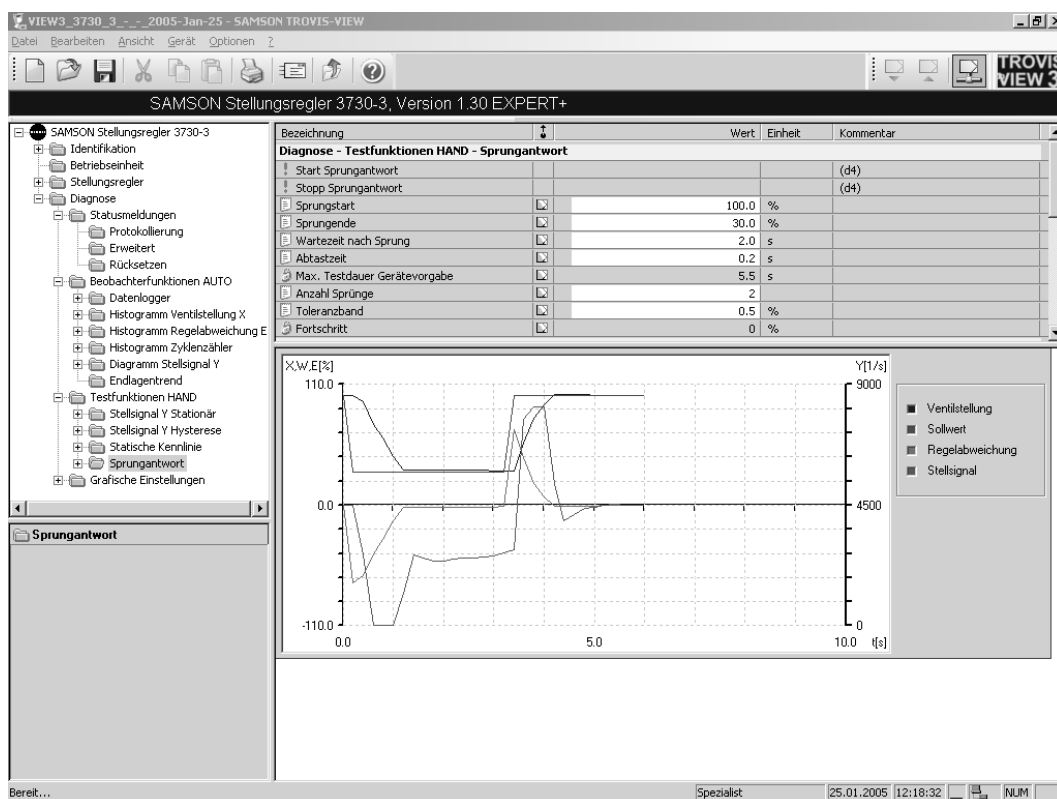 VIEW3_3730_3_-_-_2005-Jan-25 - SAMSON TROVIS-VIEW
Datei Bearbeiten Ansicht Gerät Optionen ?
TROVIS
VIEW 3
SAMSON Stellungsregler 3730-3, Version 1.30 EXPERT+
SAMSON Stellungsregler 3730-3
Identifikation
Betriebseinheit
Stellungsregler
Diagnose
Statusmeldungen
Protokollierung
Erweitert
Rücksetzen
Beobachterfunktionen AUTO
Datenlogger
Histogramm Ventilstellung X
Histogramm Regelabweichung E
Histogramm Zyklenzähler
Diagramm Stellsignal Y
Endlagentrend
Testfunktionen HAND
Stellsignal Y Stationär
Stellsignal Y Hysterese
Statische Kennlinie
Sprungantwort
Grafische Einstellungen
Sprungantwort
Bezeichnung Wert Einheit Kommentar
Diagnose - Testfunktionen HAND - Sprungantwort
Start Sprungantwort (d4)
Stopp Sprungantwort (d4)
Sprungstart 100.0 %
Sprungende 30.0 %
Wartezeit nach Sprung 2.0 s
Abtastzeit 0.2 s
Max. Testdauer Gerätevorgabe 5.5 s
Anzahl Sprünge 2
Toleranzband 0.5 %
Fortschritt 0 %
X,W,E[%] Y[1/s]
110.0 9000
0.0 4500
-110.0 0
0.0 5.0 10.0 t[s]
Ventilstellung
Sollwert
Regelabweichung
Stellsignal
Bereit... Spezialist 25.01.2005 12:18:32 NUM